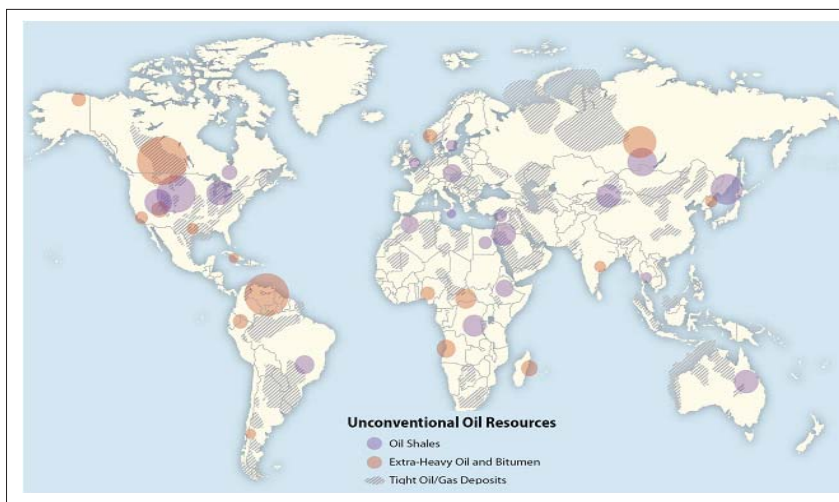 Unconventional Oil Resources
Oil Shales
Extra-Heavy Oil and Bitumen
Tight Oil/Gas Deposits